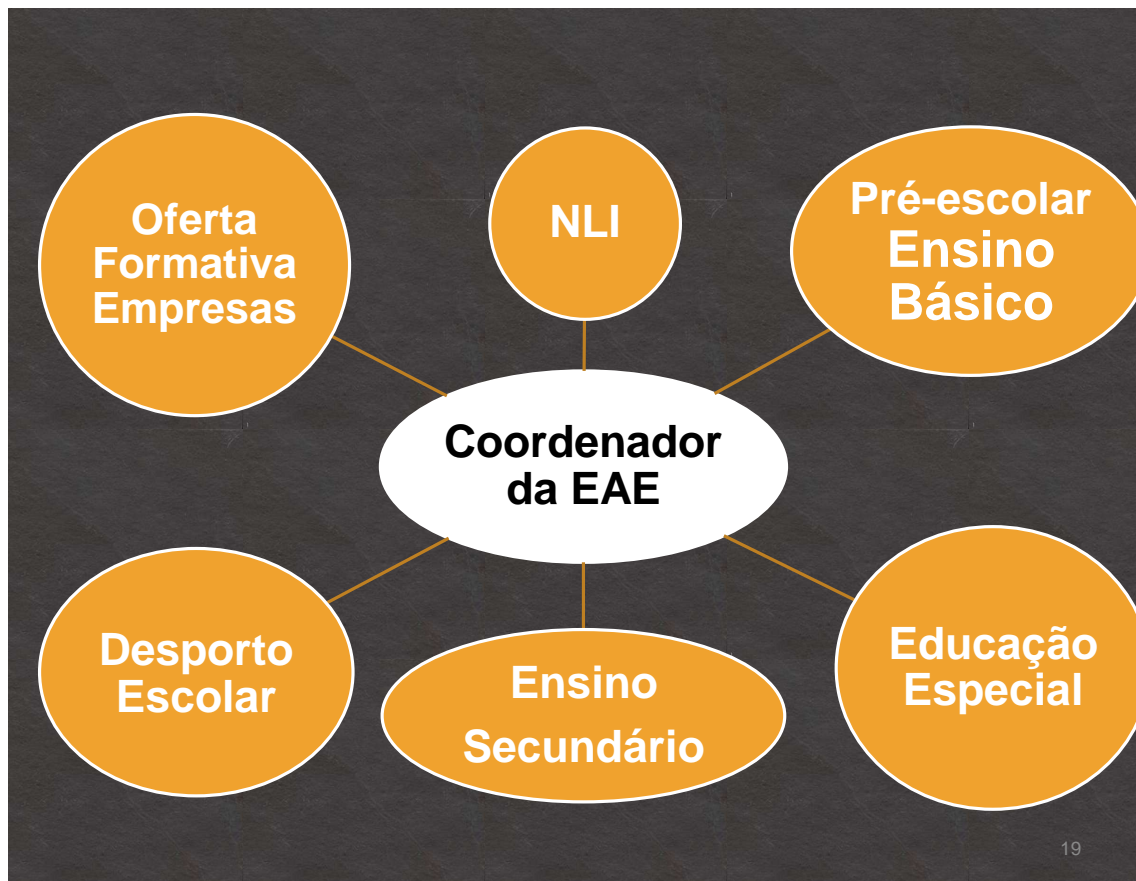 Oferta
Formativa
Empresas
NLI
Pré-escolar
Ensino
Básico
Coordenador
da EAE
Desporto
Escolar
Ensino
Secundário
Educação
Especial
19